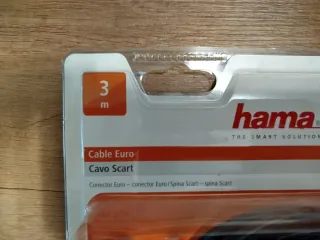 3
m
hama
THE SMART SOLUTION
Cable Euro
Cavo Scart
Conector Euro – conector Euro/Spina Scart – spina Scart